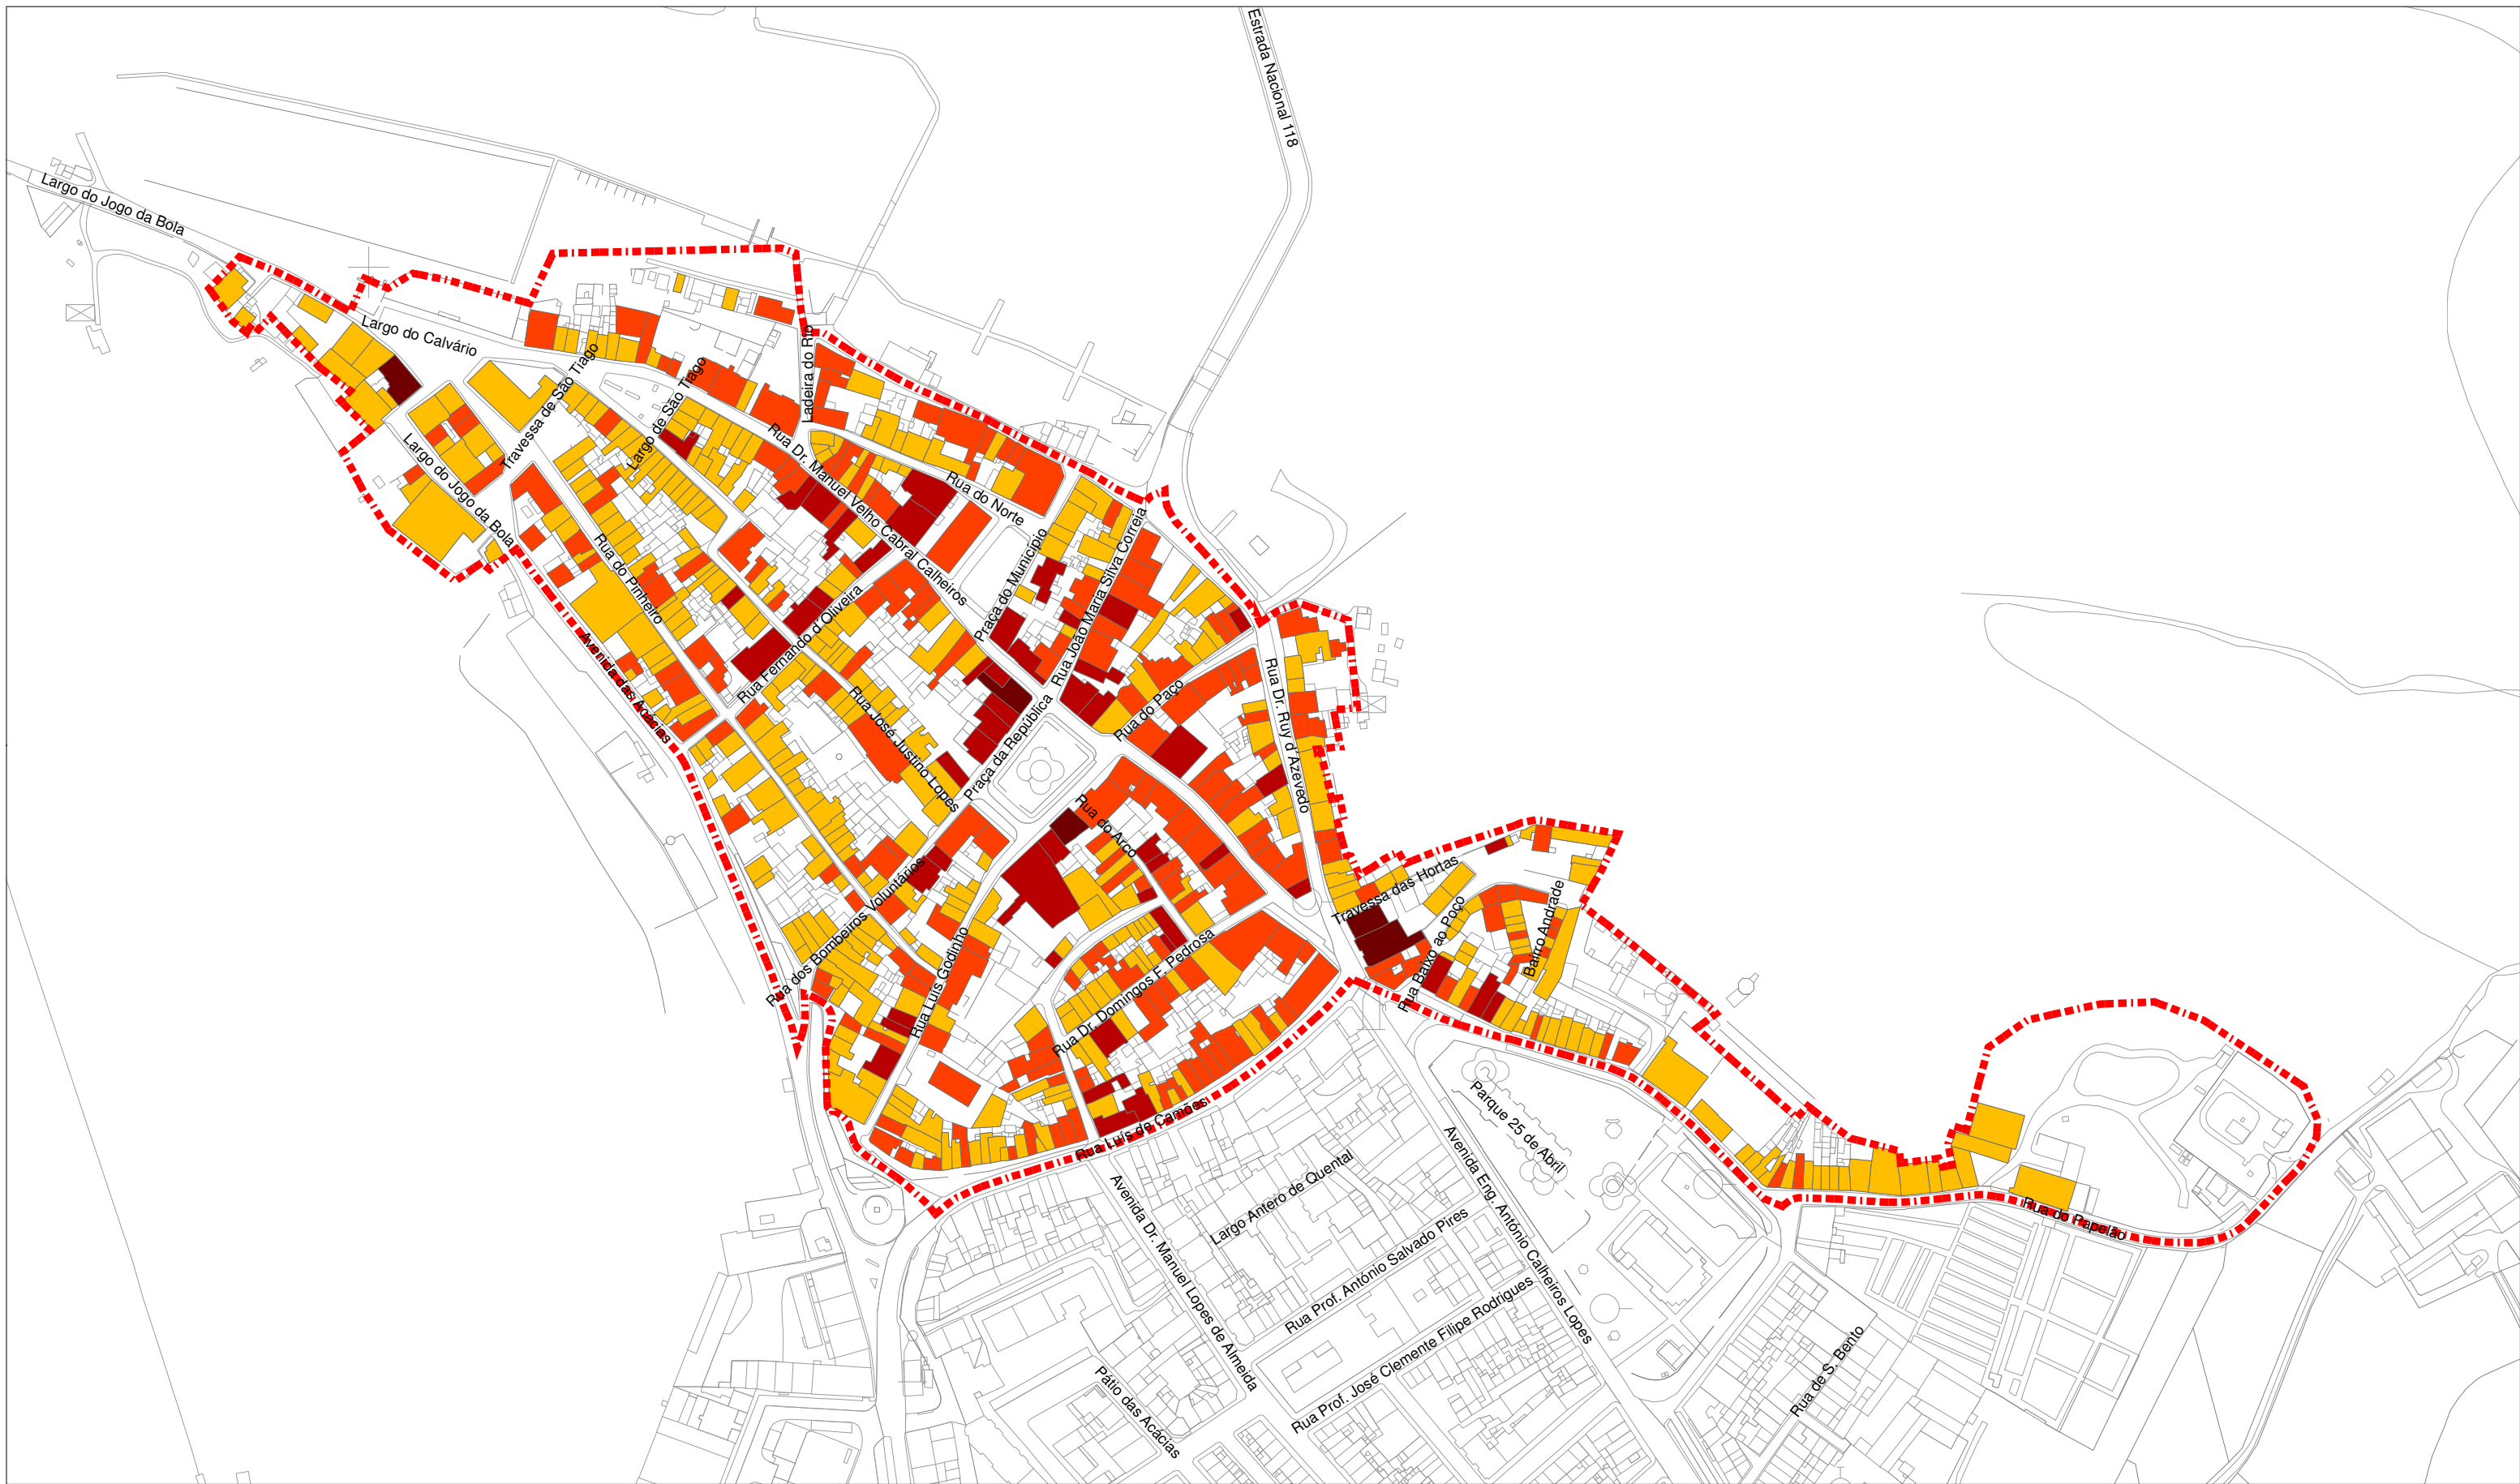 Estrada Nacional 118
Largo do Jogo da Bola
Largo do Calvário
Ladeira do Rio
Travessa de São Tiago
Largo de São Tiago
Rua Dr. Manuel Velho Cabral Calheiros
Rua do Norte
Largo do Jogo da Bola
Rua do Pinheiro
Praça do Município
Rua João Maria Silva Correia
Rua Fernando d´Oliveira
Avenida das Acácias
Rua José Justino Lopes
Praça da República
Rua do Paço
Rua Dr. Ruy d´Azevedo
Rua do Arco
Travessa das Hortas
Rua dos Bombeiros Voluntários
Rua Luís Godinho
Rua Dr. Domingos F. Pedrosa
Rua Baixo ao Poço
Bairro Andrade
Rua Luís de Camões
Parque 25 de Abril
Avenida Eng. António Calheiros Lopes
Largo Antero de Quental
Avenida Dr. Manuel Lopes de Almeida
Rua Prof. António Salvado Pires
Rua Prof. José Clemente Filipe Rodrigues
Rua do Papelão
Pátio das Acácias
Rua de S. Bento